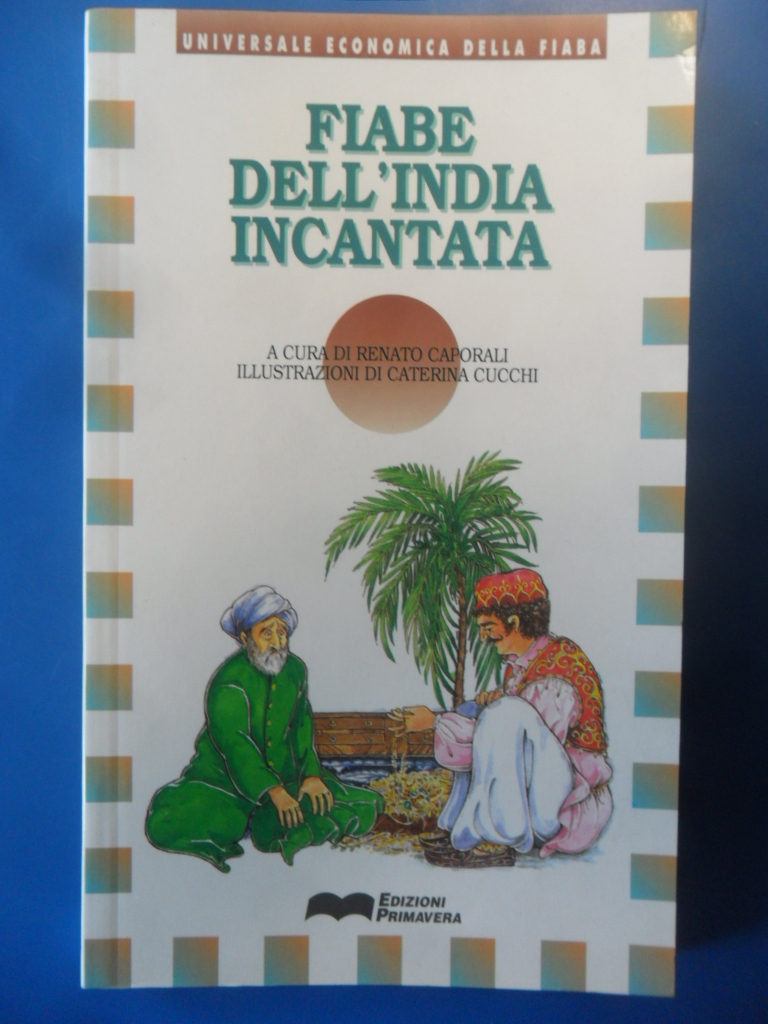 UNIVERSALE ECONOMICA DELLA FIABA
FIABE
DELL'INDIA
INCANTATA
A CURA DI RENATO CAPORALI
ILLUSTRAZIONI DI CATERINA CUCCHI
EDIZIONI
PRIMAVERA